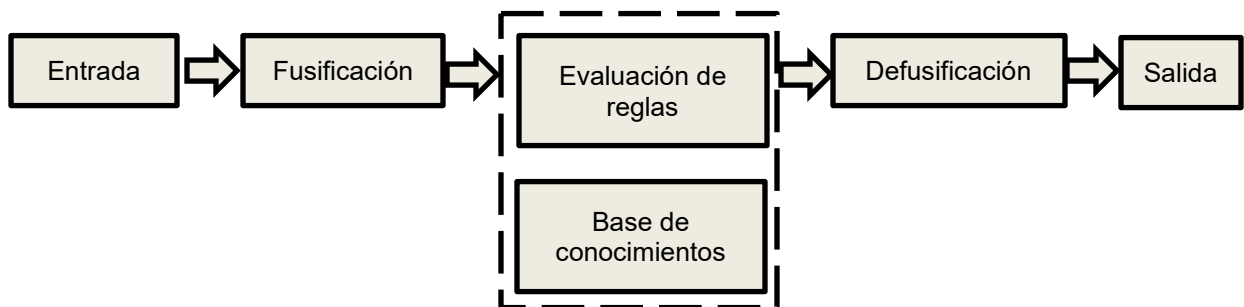 Entrada
Fusificación
Evaluación de
reglas
Defusificación
Salida
Base de
conocimientos